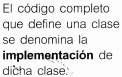 El código completo
que define una clase
se denomina la
implementación de
dicha clase.